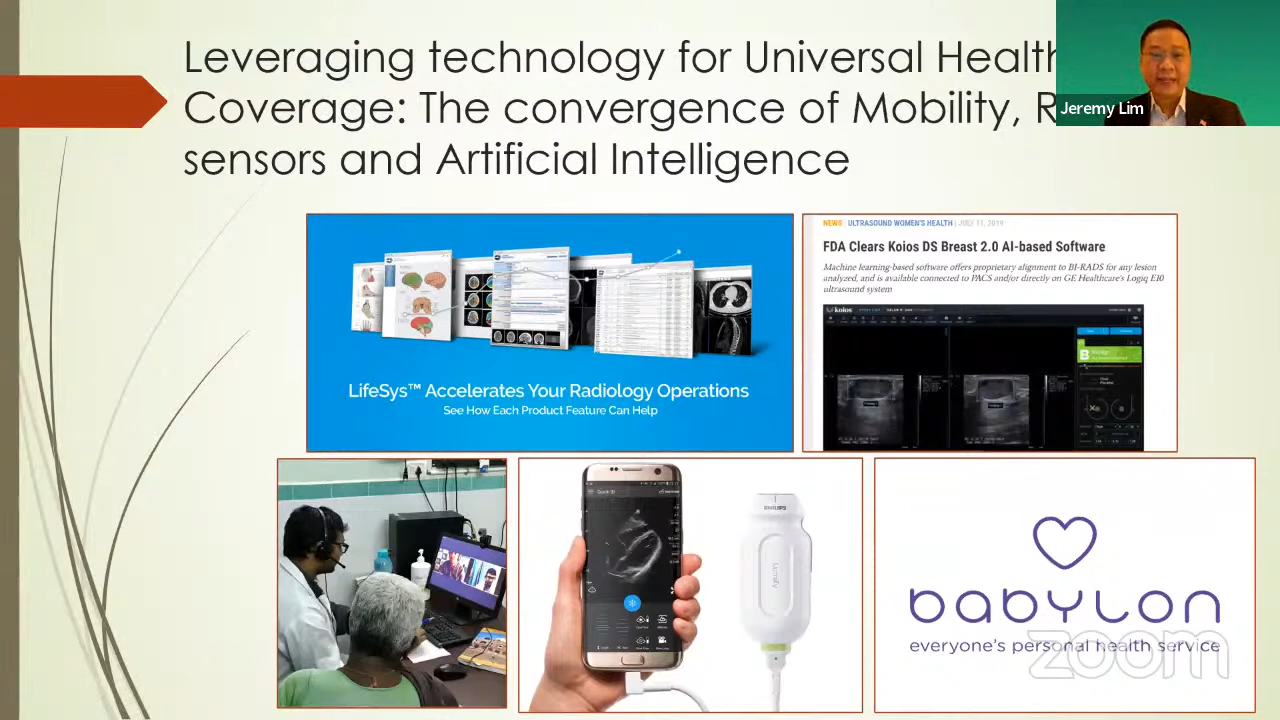 Leveraging technology for Universal Health
Coverage: The convergence of Mobility, R
sensors and Artificial Intelligence
Jeremy Lim
LifeSys™ Accelerates Your Radiology Operations
See How Each Product Feature Can Help
NEWS | ULTRASOUND WOMEN'S HEALTH | JULY 11, 2019
FDA Clears Koios DS Breast 2.0 AI-based Software
Machine learning-based software offers proprietary alignment to BI-RADS for any lesion
analyzed, and is available connected to PACS and/or directly on GE Healthcare's Logiq E10
ultrasound system
koios
PHILIPS
Lumify
babylon
everyone's personal health service
zoom